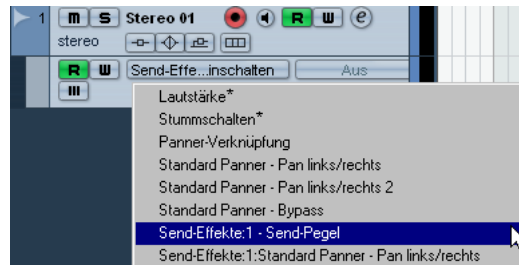 1 m S Stereo 01 R W e
stereo
R W Send-Effe...inschalten Aus
Lautstärke*
Stummschalten*
Panner-Verknüpfung
Standard Panner - Pan links/rechts
Standard Panner - Pan links/rechts 2
Standard Panner - Bypass
Send-Effekte:1 - Send-Pegel
Send-Effekte:1:Standard Panner - Pan links/rechts